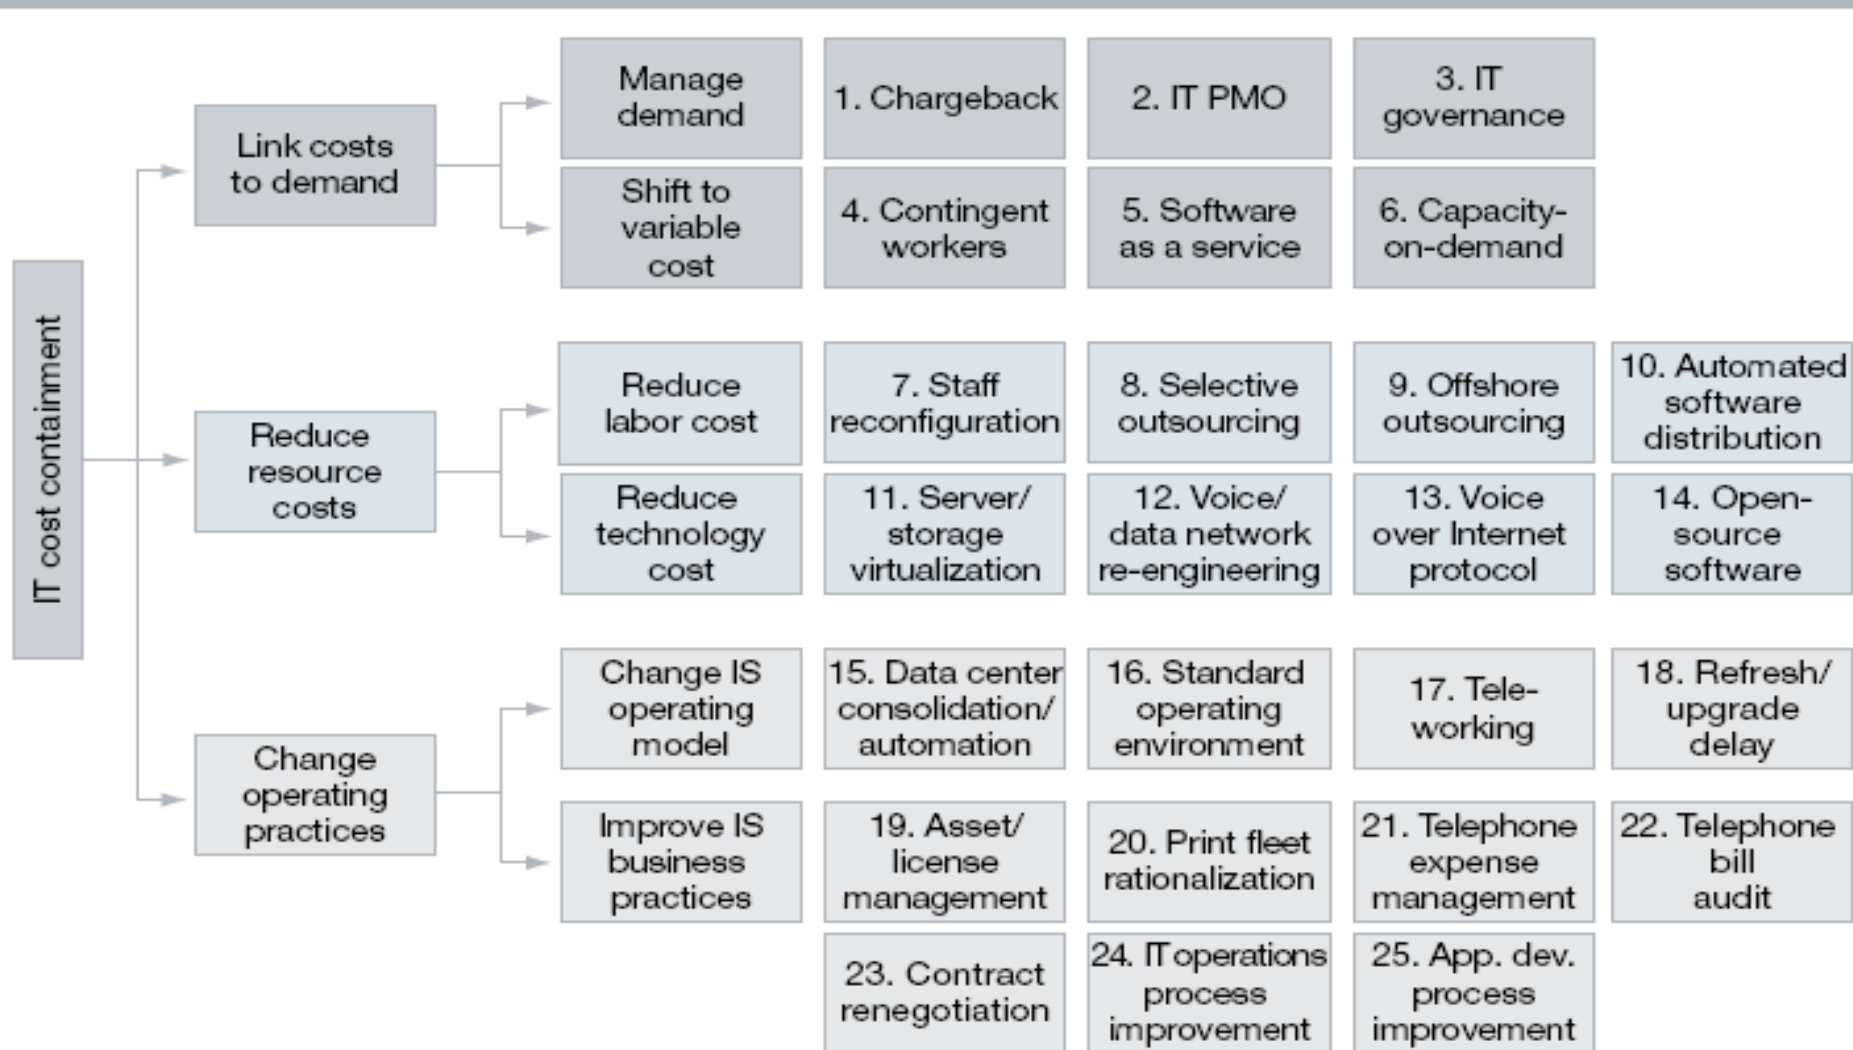 IT cost containment
Link costs
to demand
Manage
demand
1. Chargeback
2. IT PMO
3. IT
governance
Shift to
variable
cost
4. Contingent
workers
5. Software
as a service
6. Capacity-
on-demand
Reduce
resource
costs
Reduce
labor cost
7. Staff
reconfiguration
8. Selective
outsourcing
9. Offshore
outsourcing
10. Automated
software
distribution
Reduce
technology
cost
11. Server/
storage
virtualization
12. Voice/
data network
re-engineering
13. Voice
over Internet
protocol
14. Open-
source
software
Change
operating
practices
Change IS
operating
model
15. Data center
consolidation/
automation
16. Standard
operating
environment
17. Tele-
working
18. Refresh/
upgrade
delay
Improve IS
business
practices
19. Asset/
license
management
20. Print fleet
rationalization
21. Telephone
expense
management
22. Telephone
bill
audit
23. Contract
renegotiation
24. IT operations
process
improvement
25. App. dev.
process
improvement